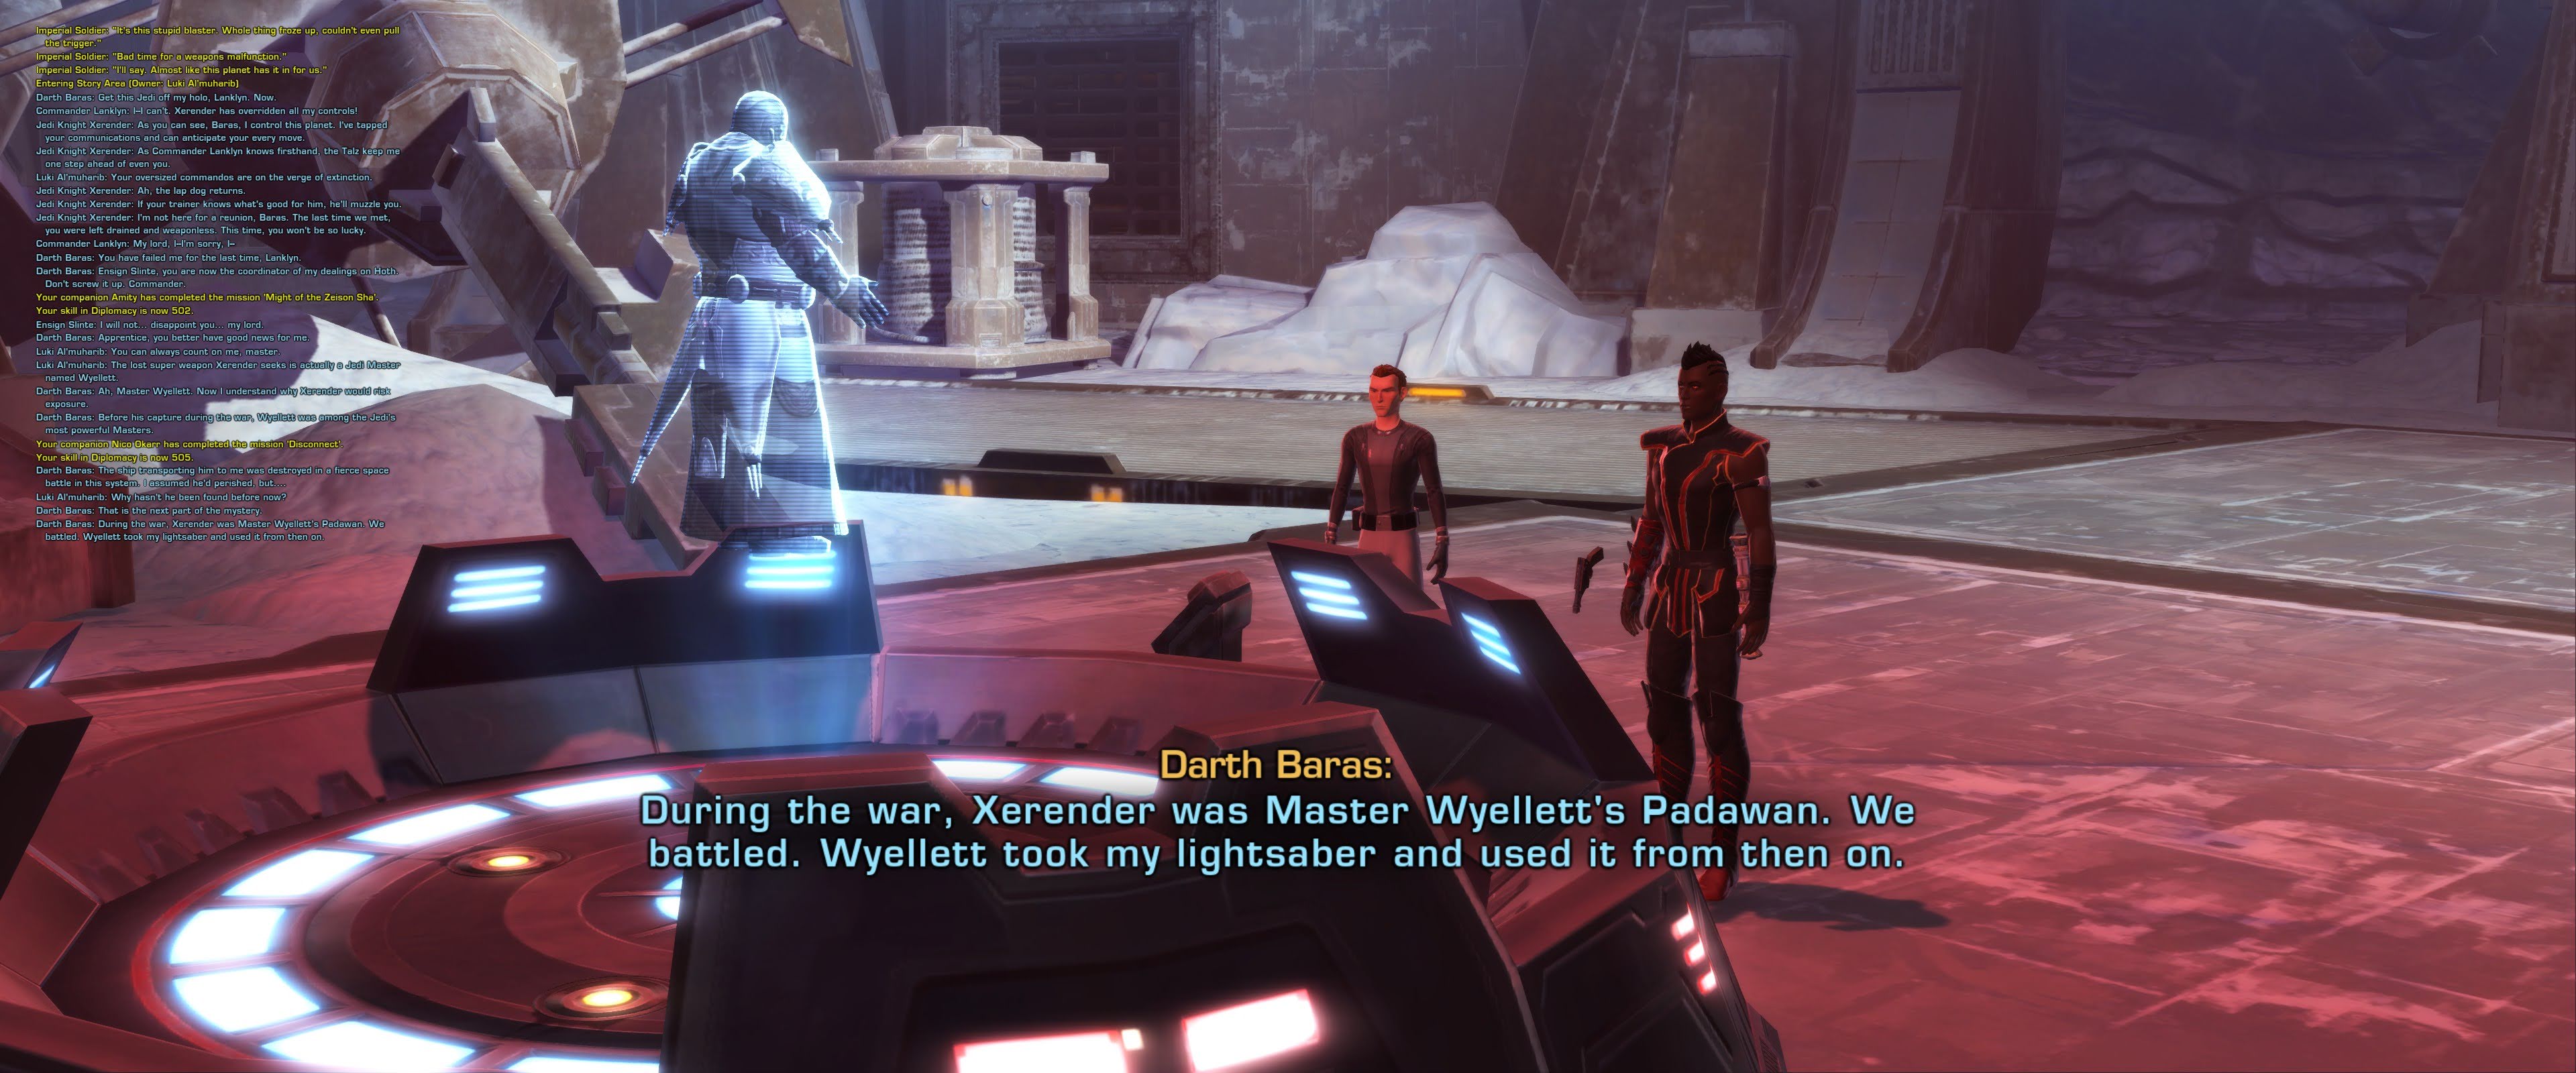 Imperial Soldier: "It's this stupid blaster. Whole thing froze up, couldn't even pull
the trigger."
Imperial Soldier: "Bad time for a weapons malfunction."
Imperial Soldier: "I'll say. Almost like this planet has it in for us."
Entering Story Area [Owner: Luki Al'muharib]
Darth Baras: Get this Jedi off my holo, Lanklyn. Now.
Commander Lanklyn: I—I can't. Xerender has overridden all my controls!
Jedi Knight Xerender: As you can see, Baras, I control this planet. I've tapped
your communications and can anticipate your every move.
Jedi Knight Xerender: As Commander Lanklyn knows firsthand, the Talz keep me
one step ahead of even you.
Luki Al'muharib: Your oversized commandos are on the verge of extinction.
Jedi Knight Xerender: Ah, the lap dog returns.
Jedi Knight Xerender: If your trainer knows what's good for him, he'll muzzle you.
Jedi Knight Xerender: I'm not here for a reunion, Baras. The last time we met,
you were left drained and weaponless. This time, you won't be so lucky.
Commander Lanklyn: My lord, I—I'm sorry, I—
Darth Baras: You have failed me for the last time, Lanklyn.
Darth Baras: Ensign Slinte, you are now the coordinator of my dealings on Hoth.
Don't screw it up. Commander.
Your companion Amity has completed the mission 'Might of the Zeison Sha'.
Your skill in Diplomacy is now 502.
Ensign Slinte: I will not... disappoint you... my lord.
Darth Baras: Apprentice, you better have good news for me.
Luki Al'muharib: You can always count on me, master.
Luki Al'muharib: The lost super weapon Xerender seeks is actually a Jedi Master
named Wyellett.
Darth Baras: Ah, Master Wyellett. Now I understand why Xerender would risk
exposure.
Darth Baras: Before his capture during the war, Wyellett was among the Jedi's
most powerful Masters.
Your companion Nico Okarr has completed the mission 'Disconnect'.
Your skill in Diplomacy is now 505.
Darth Baras: The ship transporting him to me was destroyed in a fierce space
battle in this system. I assumed he'd perished, but....
Luki Al'muharib: Why hasn't he been found before now?
Darth Baras: That is the next part of the mystery.
Darth Baras: During the war, Xerender was Master Wyellett's Padawan. We
battled. Wyellett took my lightsaber and used it from then on.
Darth Baras:
During the war, Xerender was Master Wyellett's Padawan. We
battled. Wyellett took my lightsaber and used it from then on.